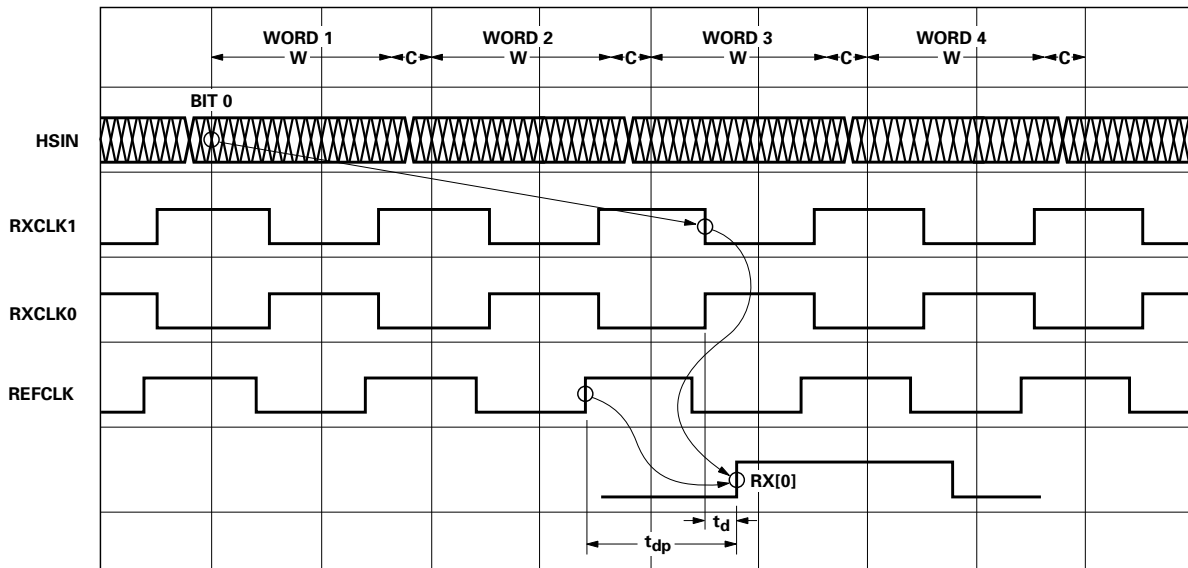 WORD 1 WORD 2 WORD 3 WORD 4
W C W C W C W C
BIT 0
HSIN
RXCLK1
RXCLK0
REFCLK
RX[0]
td
tdp